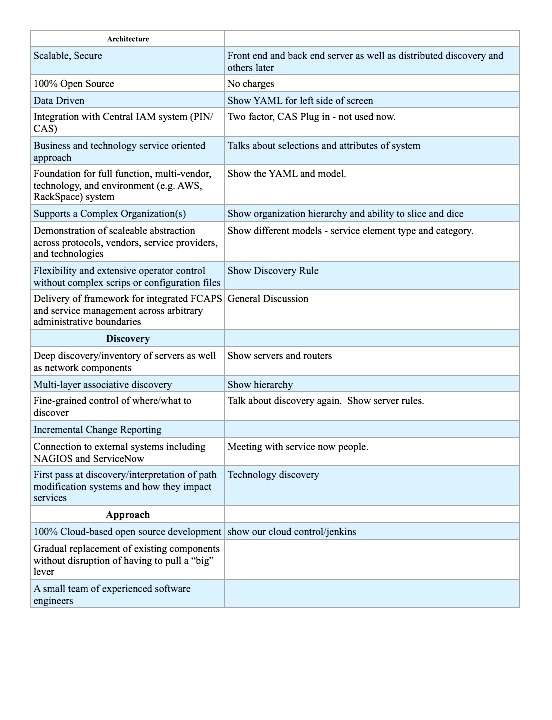 Architecture
Scalable, Secure
Front end and back end server as well as distributed discovery and
others later
100% Open Source
No charges
Data Driven
Show YAML for left side of screen
Integration with Central IAM system (PIN/
CAS)
Two factor, CAS Plug in - not used now.
Business and technology service oriented
approach
Talks about selections and attributes of system
Foundation for full function, multi-vendor,
technology, and environment (e.g. AWS,
RackSpace) system
Show the YAML and model.
Supports a Complex Organization(s)
Show organization hierarchy and ability to slice and dice
Demonstration of scaleable abstraction
across protocols, vendors, service providers,
and technologies
Show different models - service element type and category.
Flexibility and extensive operator control
without complex scrips or configuration files
Show Discovery Rule
Delivery of framework for integrated FCAPS
and service management across arbitrary
administrative boundaries
General Discussion
Discovery
Deep discovery/inventory of servers as well
as network components
Show servers and routers
Multi-layer associative discovery
Show hierarchy
Fine-grained control of where/what to
discover
Talk about discovery again.  Show server rules.
Incremental Change Reporting
Connection to external systems including
NAGIOS and ServiceNow
Meeting with service now people.
First pass at discovery/interpretation of path
modification systems and how they impact
services
Technology discovery
Approach
100% Cloud-based open source development
show our cloud control/jenkins
Gradual replacement of existing components
without disruption of having to pull a “big”
lever
A small team of experienced software
engineers